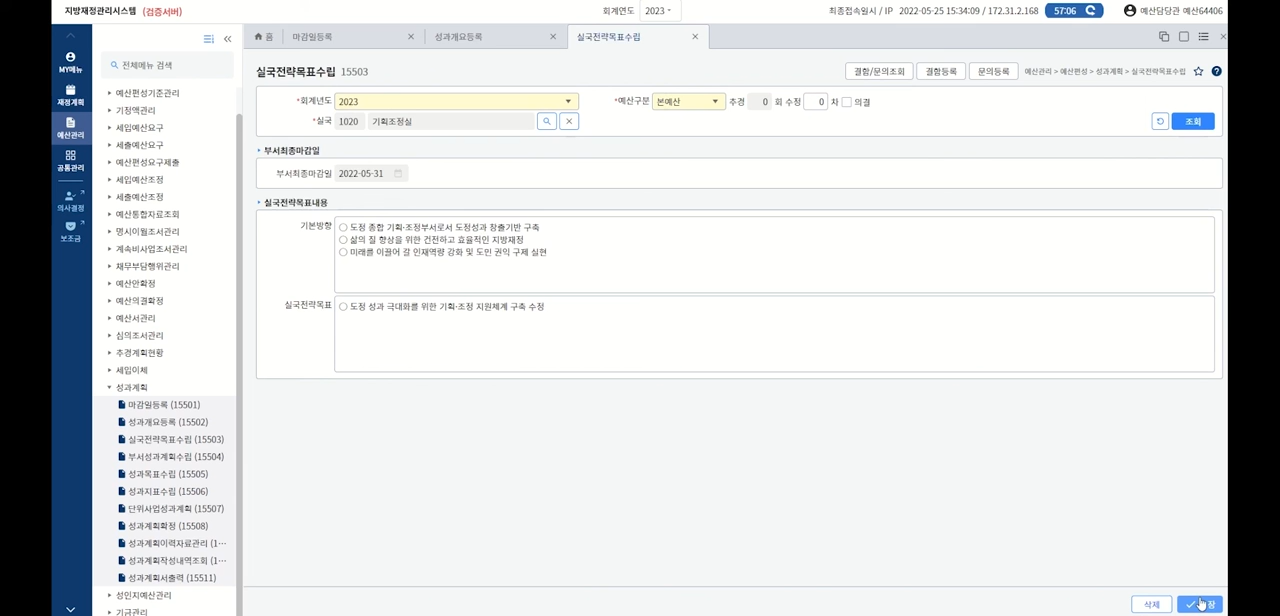 지방재정관리시스템 (검증서버)
회계연도 2023
최종접속일시 / IP 2022-05-25 15:34:09 / 172.31.2.168 57:06 예산담당관 예산64406
홈 마감일등록 성과개요등록 실국전략목표수립
MY메뉴
재정계획
예산관리
공통관리
의사결정
보조금
전체메뉴 검색
예산편성기준관리
기정액관리
세입예산요구
세출예산요구
예산편성요구제출
세입예산조정
세출예산조정
예산통합자료조회
명시이월조서관리
계속비사업조서관리
채무부담행위관리
예산안확정
예산의결확정
예산서관리
심의조서관리
추경계획현황
세입이체
성과계획
마감일등록 (15501)
성과개요등록 (15502)
실국전략목표수립 (15503)
부서성과계획수립 (15504)
성과목표수립 (15505)
성과지표수립 (15506)
단위사업성과계획 (15507)
성과계획확정 (15508)
성과계획이력자료관리 (1···
성과계획작성내역조회 (1···
성과계획서출력 (15511)
성인지예산관리
기금관리
실국전략목표수립 15503
결함/문의조회 결함등록 문의등록 예산관리 > 예산편성 > 성과계획 > 실국전략목표수립
*회계년도 2023 *예산구분 본예산 추경 0 회 수정 0 차 의결
*실국 1020 기획조정실 조회
부서최종마감일
부서최종마감일 2022-05-31
실국전략목표내용
기본방향
○ 도정 종합 기획·조정부서로서 도정성과 창출기반 구축
○ 삶의 질 향상을 위한 건전하고 효율적인 지방재정
○ 미래를 이끌어 갈 인재역량 강화 및 도민 권익 구제 실현
실국전략목표
○ 도정 성과 극대화를 위한 기획·조정 지원체계 구축 수정
삭제